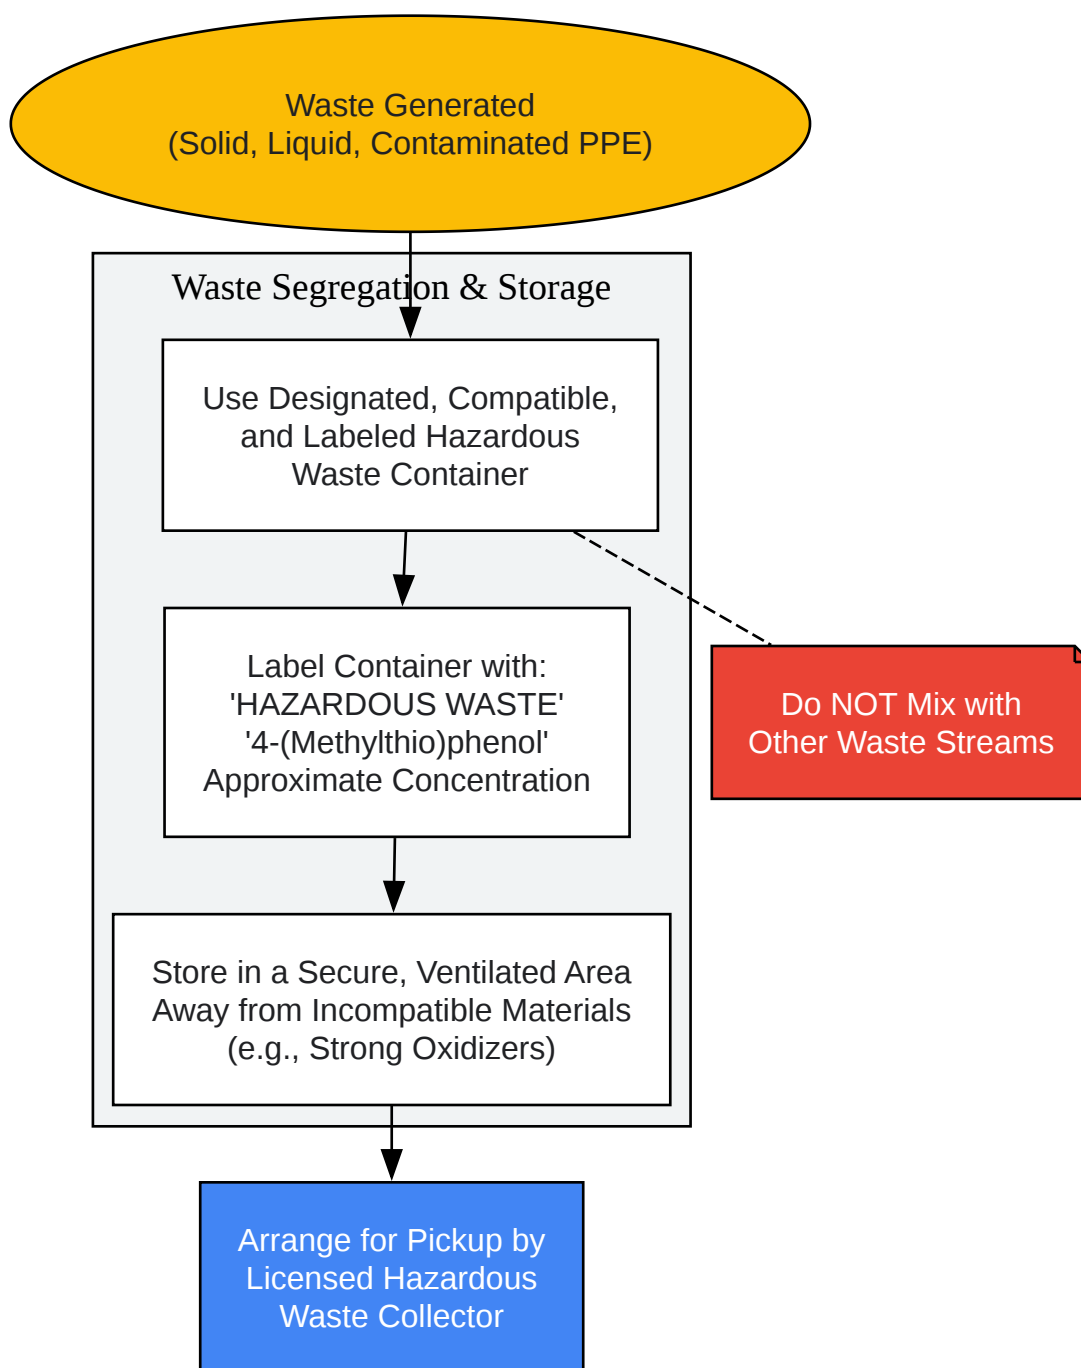 Waste Generated
(Solid, Liquid, Contaminated PPE)
Waste Segregation & Storage
Use Designated, Compatible,
and Labeled Hazardous
Waste Container
Label Container with:
'HAZARDOUS WASTE'
'4-(Methylthio)phenol'
Approximate Concentration
Do NOT Mix with
Other Waste Streams
Store in a Secure, Ventilated Area
Away from Incompatible Materials
(e.g., Strong Oxidizers)
Arrange for Pickup by
Licensed Hazardous
Waste Collector